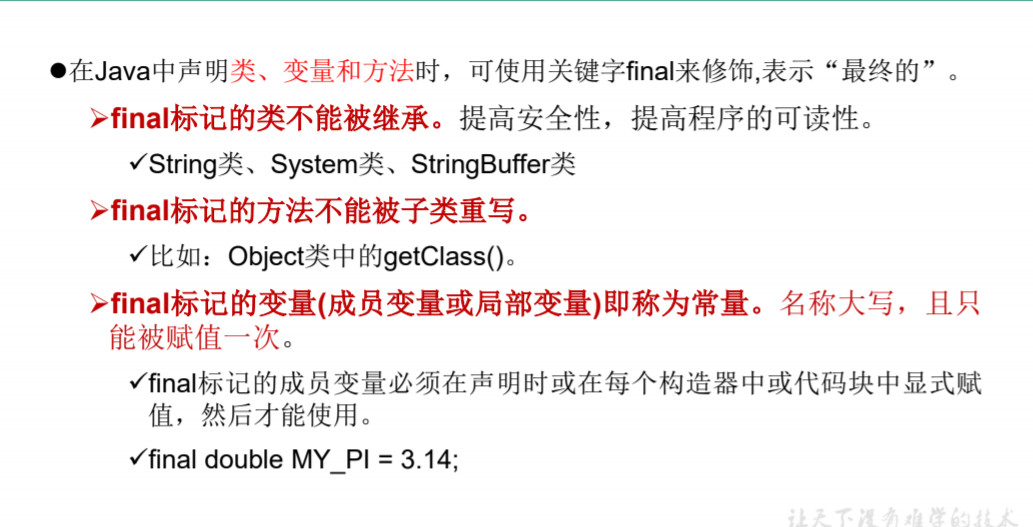 ●在Java中声明类、变量和方法时，可使用关键字final来修饰,表示“最终的”。
➢final标记的类不能被继承。提高安全性，提高程序的可读性。
✓String类、System类、StringBuffer类
➢final标记的方法不能被子类重写。
✓比如：Object类中的getClass()。
➢final标记的变量(成员变量或局部变量)即称为常量。名称大写，且只
能被赋值一次。
✓final标记的成员变量必须在声明时或在每个构造器中或代码块中显式赋
值，然后才能使用。
✓final double MY_PI = 3.14;
让天下没有难学的技术